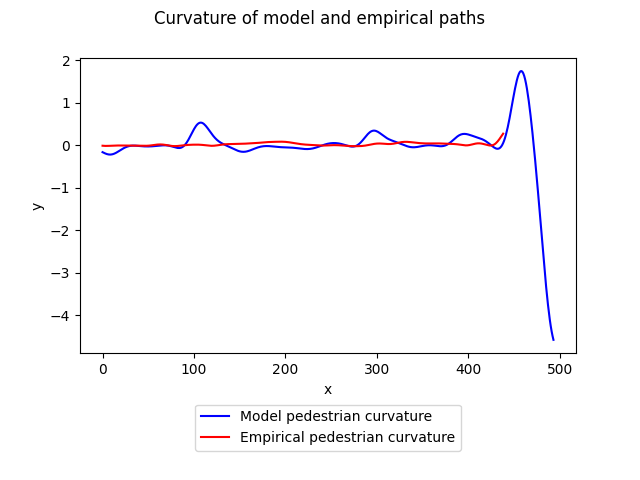 Curvature of model and empirical paths
2
1
0
−1
−2
−3
−4
y
0 100 200 300 400 500
x
Model pedestrian curvature
Empirical pedestrian curvature